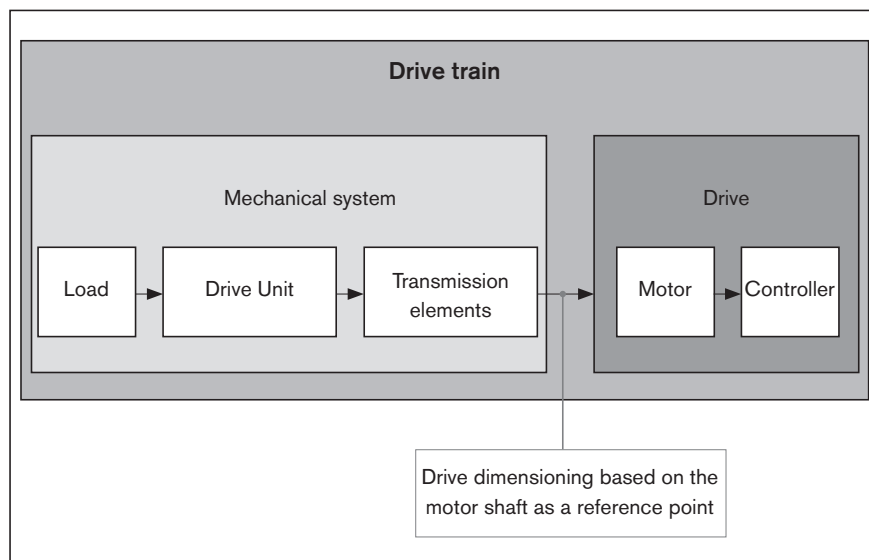 Drive train
Mechanical system
Drive
Load
Drive Unit
Transmission
elements
Motor
Controller
Drive dimensioning based on the
motor shaft as a reference point